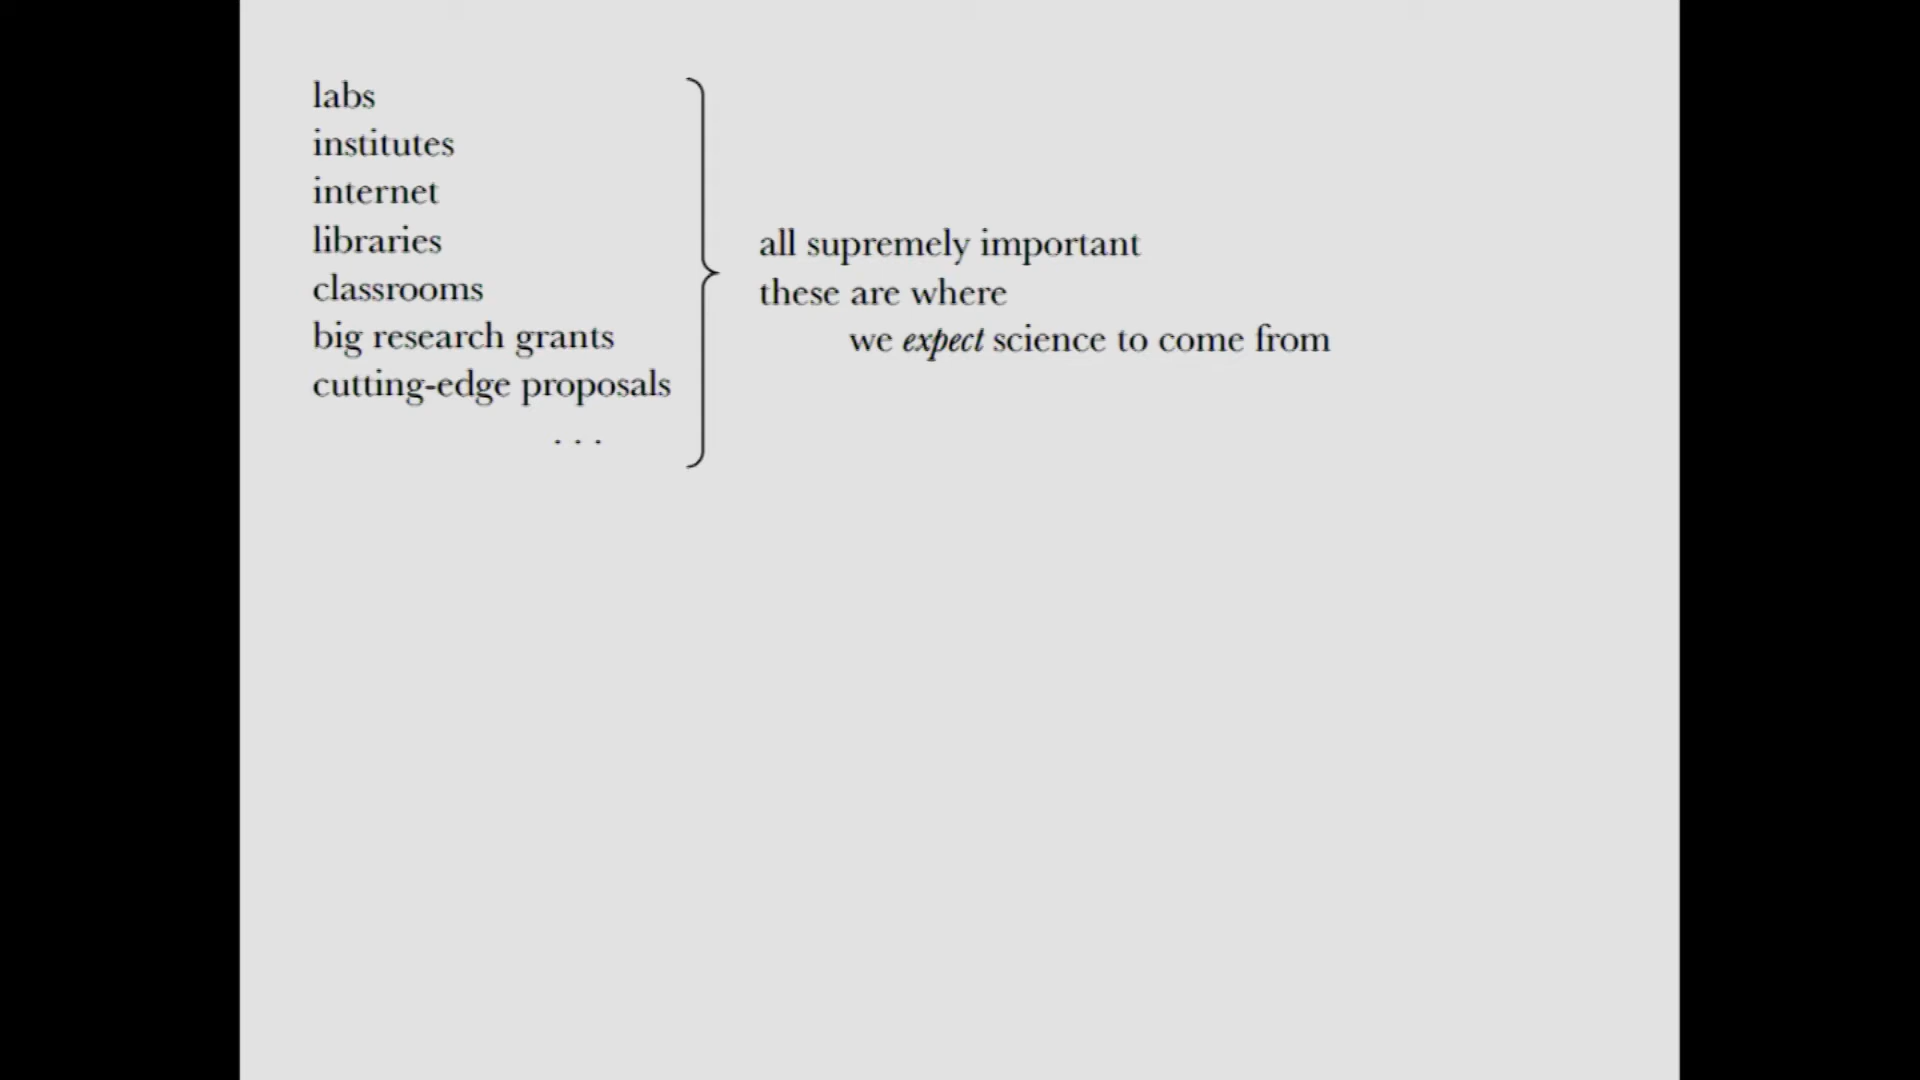 labs
institutes
internet
libraries
classrooms
big research grants
cutting-edge proposals
. . .
all supremely important
these are where
we expect science to come from